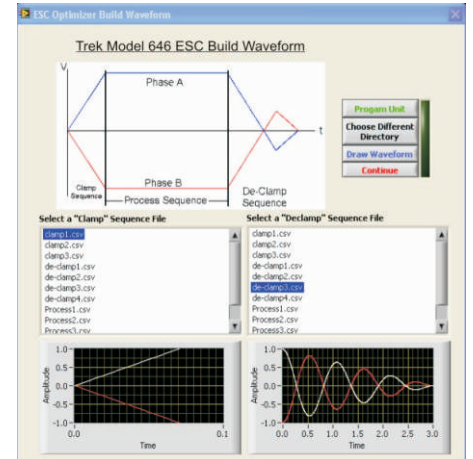 ESC Optimizer Build Waveform
Trek Model 646 ESC Build Waveform
V
Phase A
t
Phase B
Clamp
Sequence
Process Sequence
De-Clamp
Sequence
Progam Unit
Choose Different
Directory
Draw Waveform
Continue
Select a "Clamp" Sequence File
clamp1.csv
clamp2.csv
clamp3.csv
de-clamp1.csv
de-clamp2.csv
de-clamp3.csv
de-clamp4.csv
Process1.csv
Process2.csv
Process3.csv
Select a "Declamp" Sequence File
clamp1.csv
clamp2.csv
clamp3.csv
de-clamp1.csv
de-clamp2.csv
de-clamp3.csv
de-clamp4.csv
Process1.csv
Process2.csv
Process3.csv
Amplitude
1.0
0.5
0.0
-0.5
-1.0
0.0 0.1
Time
Amplitude
1.0
0.5
0.0
-0.5
-1.0
0.0 0.5 1.0 1.5 2.0 2.5 3.0
Time